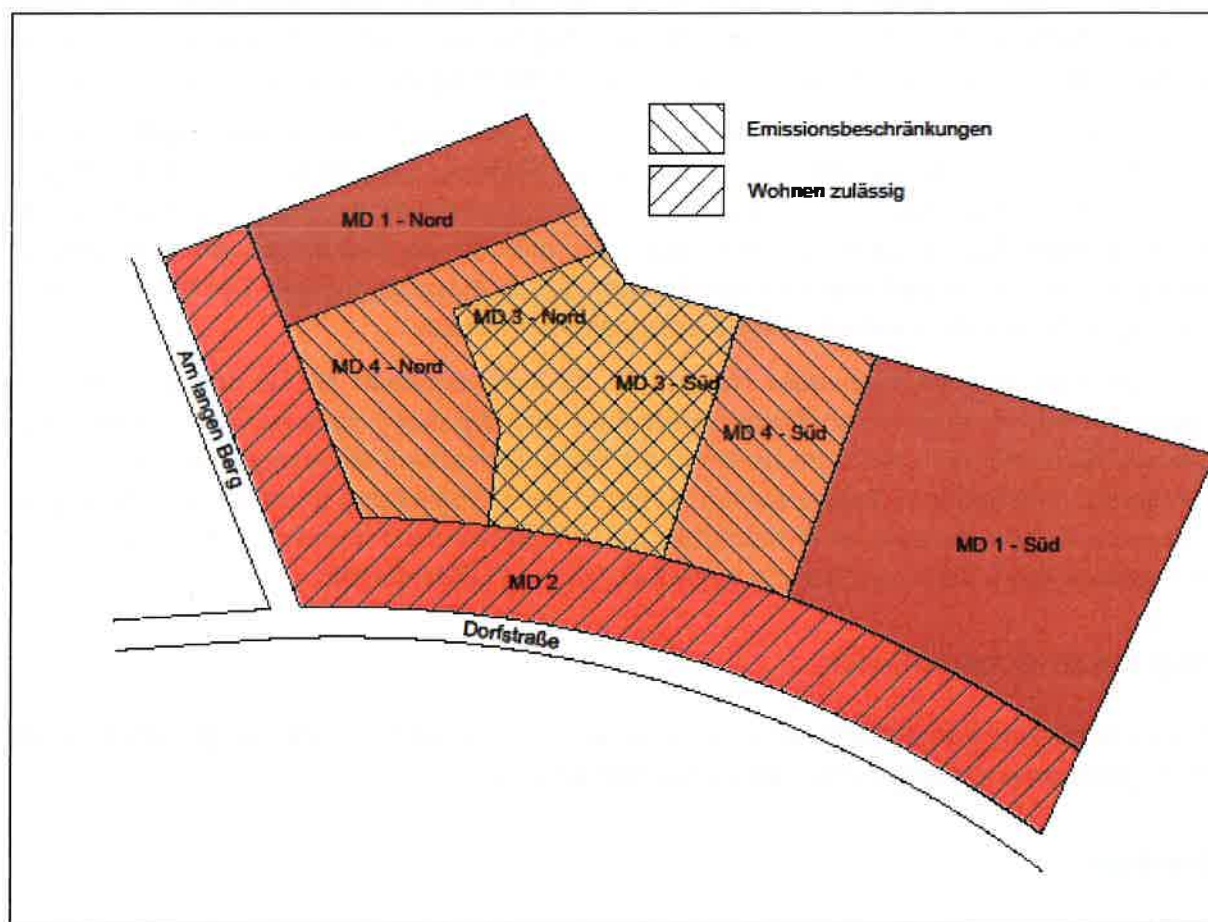 Emissionsbeschränkungen
Wohnen zulässig
MD 1 - Nord
MD 3 - Nord
MD 4 - Nord
MD 3 - Süd
MD 4 - Süd
Am langen Berg
MD 1 - Süd
MD 2
Dorfstraße